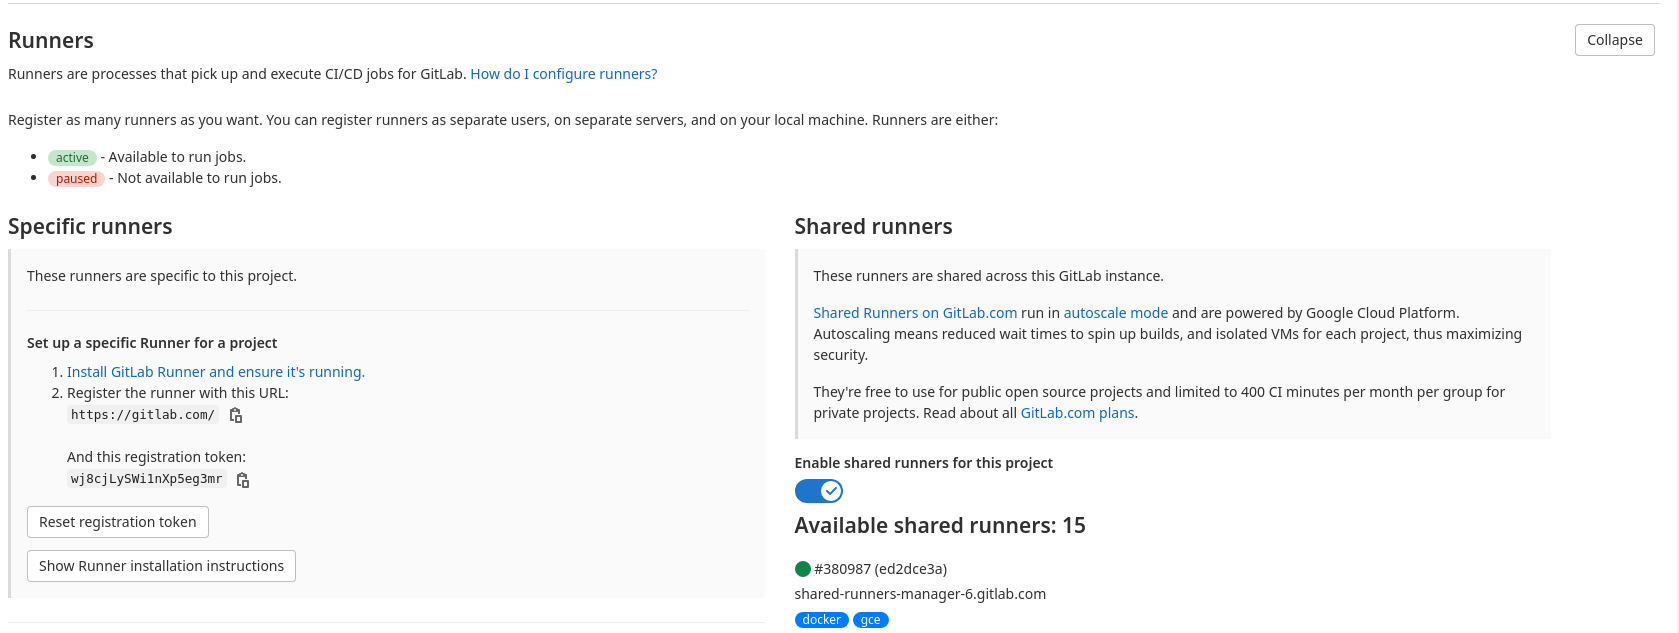 Runners
Collapse
Runners are processes that pick up and execute CI/CD jobs for GitLab. How do I configure runners?
Register as many runners as you want. You can register runners as separate users, on separate servers, and on your local machine. Runners are either:
active - Available to run jobs.
paused - Not available to run jobs.
Specific runners
These runners are specific to this project.
Set up a specific Runner for a project
1. Install GitLab Runner and ensure it's running.
2. Register the runner with this URL:
https://gitlab.com/
And this registration token:
wj8cjLySWi1nXp5eg3mr
Reset registration token
Show Runner installation instructions
Shared runners
These runners are shared across this GitLab instance.
Shared Runners on GitLab.com run in autoscale mode and are powered by Google Cloud Platform.
Autoscaling means reduced wait times to spin up builds, and isolated VMs for each project, thus maximizing
security.
They're free to use for public open source projects and limited to 400 CI minutes per month per group for
private projects. Read about all GitLab.com plans.
Enable shared runners for this project
Available shared runners: 15
#380987 (ed2dce3a)
shared-runners-manager-6.gitlab.com
docker gce